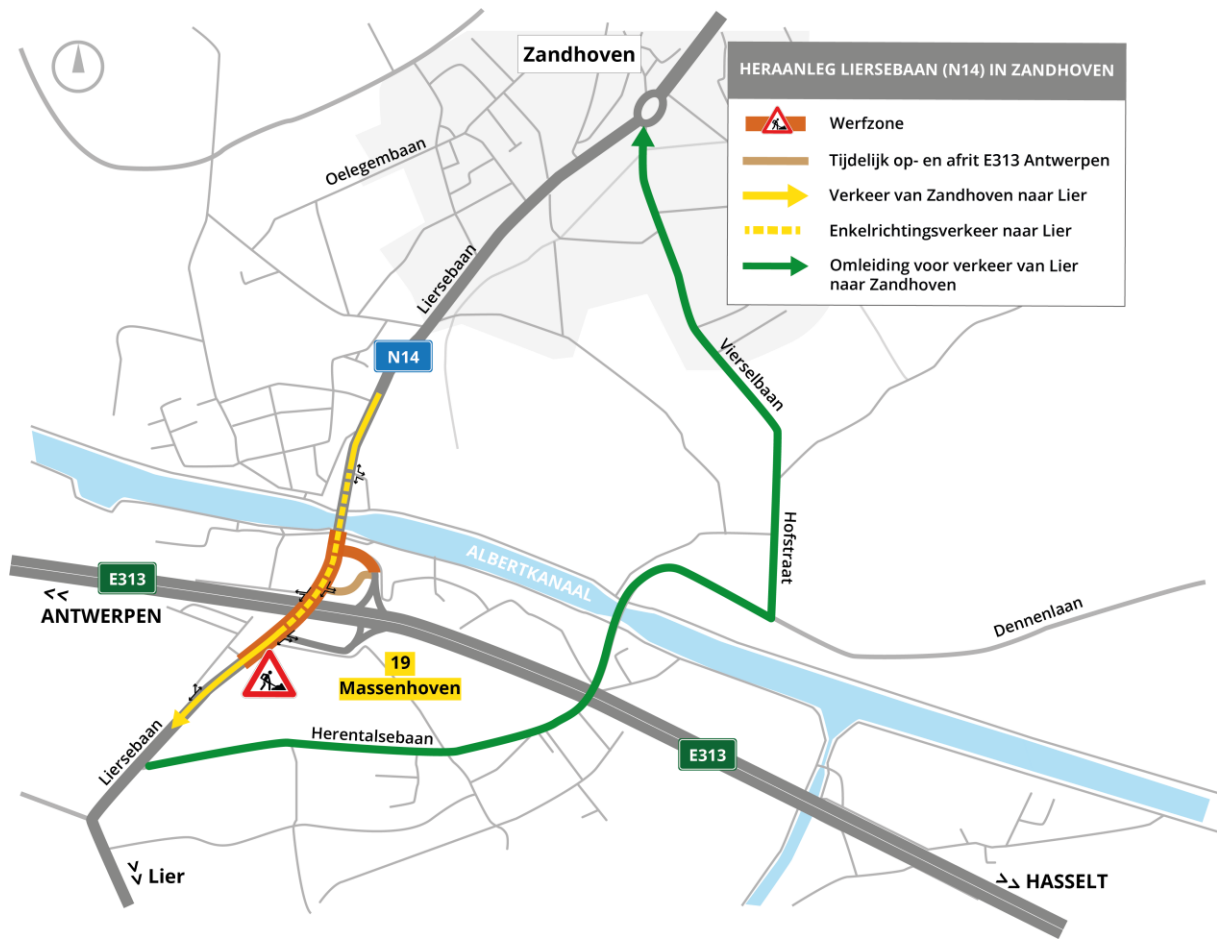 Zandhoven
HERAANLEG LIERSEBAAN (N14) IN ZANDHOVEN
Werfzone
Tijdelijk op- en afrit E313 Antwerpen
Verkeer van Zandhoven naar Lier
Enkelrichtingsverkeer naar Lier
Omleiding voor verkeer van Lier
naar Zandhoven
Oelegembaan
Liersebaan
N14
Vierselbaan
Hofstraat
ALBERTKANAAL
E313
<<
ANTWERPEN
Dennenlaan
19
Massenhoven
Liersebaan
Herentalsebaan
E313
>> Lier
>> HASSELT